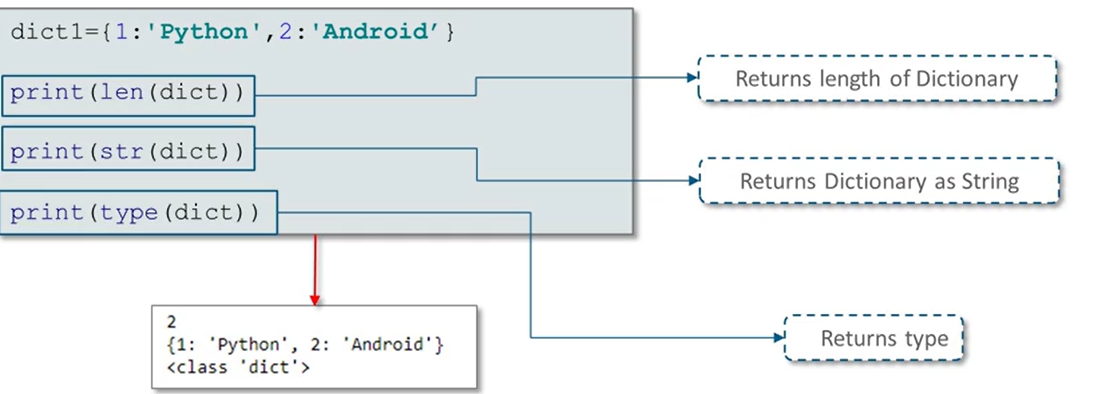 dict1={1:'Python',2:'Android’}
print(len(dict))
Returns length of Dictionary
print(str(dict))
Returns Dictionary as String
print(type(dict))
2
{1: 'Python', 2: 'Android'}
<class 'dict'>
Returns type